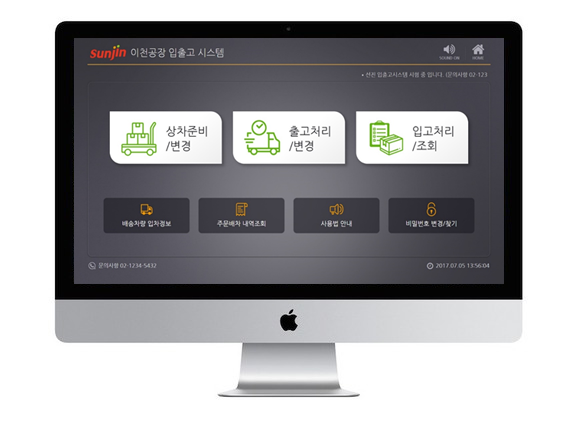 Sunjin 이천공장 입출고 시스템
SOUND ON
HOME
• 선진 입출고시스템 시험 중 입니다. (문의사항 02-123
상차준비
/변경
출고처리
/변경
입고처리
/조회
배송차량 입차정보
주문배차 내역조회
사용법 안내
비밀번호 변경/찾기
문의사항 02-1234-5432
2017.07.05 13:56:04